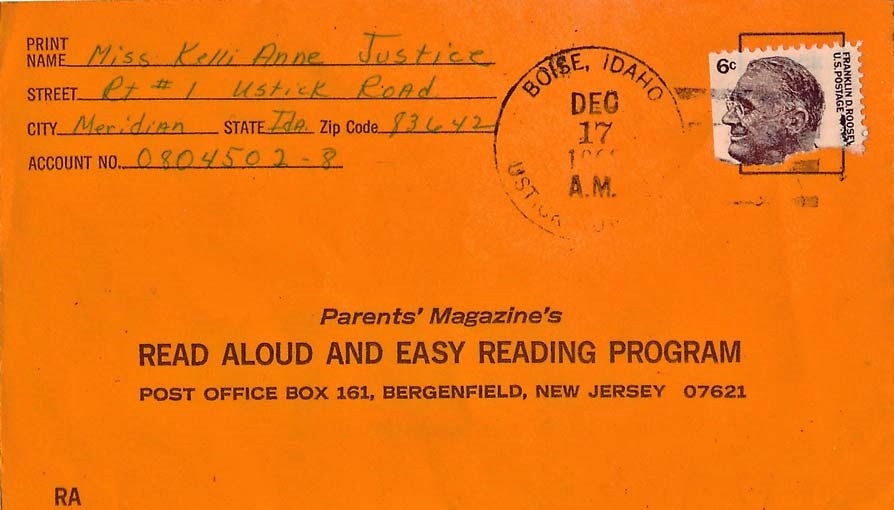 PRINT
NAME Miss Kelli Anne Justice
STREET Rt #1 Ustick Road
CITY Meridian STATE Ida Zip Code 83642
ACCOUNT NO. 0804502-8
BOISE, IDAHO
DEC
17
A.M.
USTICK
6c
FRANKLIN D. ROOSEV
U.S. POSTAGE
Parents' Magazine's
READ ALOUD AND EASY READING PROGRAM
POST OFFICE BOX 161, BERGENFIELD, NEW JERSEY 07621
RA